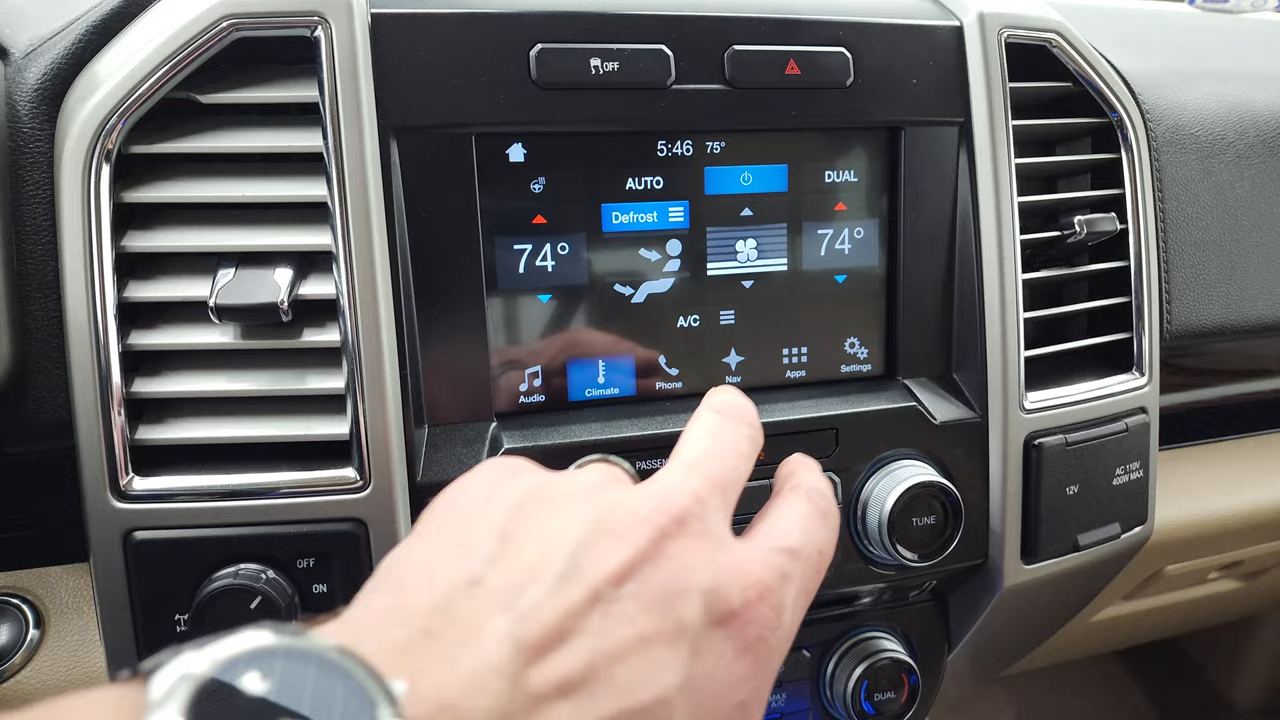 OFF
5:46 75°
AUTO
DUAL
Defrost
74°
74°
A/C
Audio
Climate
Phone
Nav
Apps
Settings
TUNE
12V
AC 110V
400W MAX
OFF
ON
DUAL
MAX
A/C